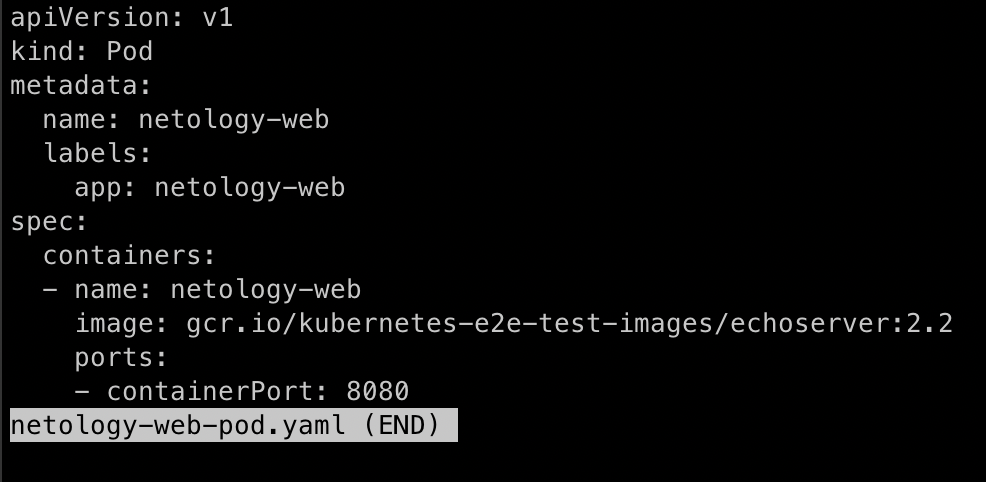 apiVersion: v1
kind: Pod
metadata:
  name: netology-web
  labels:
    app: netology-web
spec:
  containers:
  - name: netology-web
    image: gcr.io/kubernetes-e2e-test-images/echoserver:2.2
    ports:
    - containerPort: 8080
netology-web-pod.yaml (END)